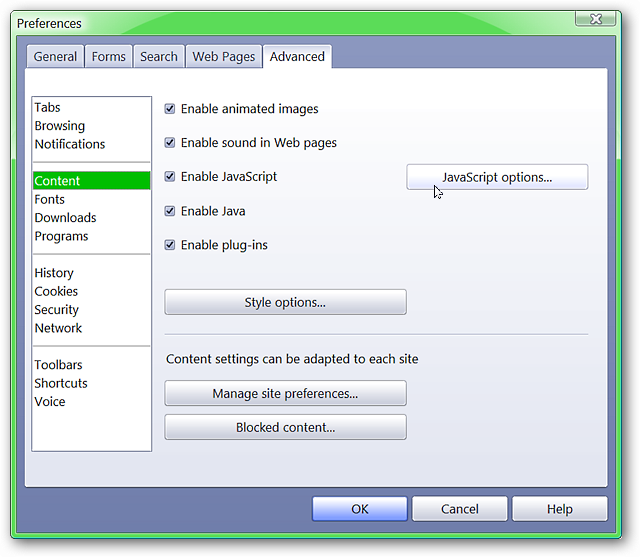 Preferences
General Forms Search Web Pages Advanced
Tabs
Browsing
Notifications
Content
Fonts
Downloads
Programs
History
Cookies
Security
Network
Toolbars
Shortcuts
Voice
Enable animated images
Enable sound in Web pages
Enable JavaScript
JavaScript options...
Enable Java
Enable plug-ins
Style options...
Content settings can be adapted to each site
Manage site preferences...
Blocked content...
OK Cancel Help